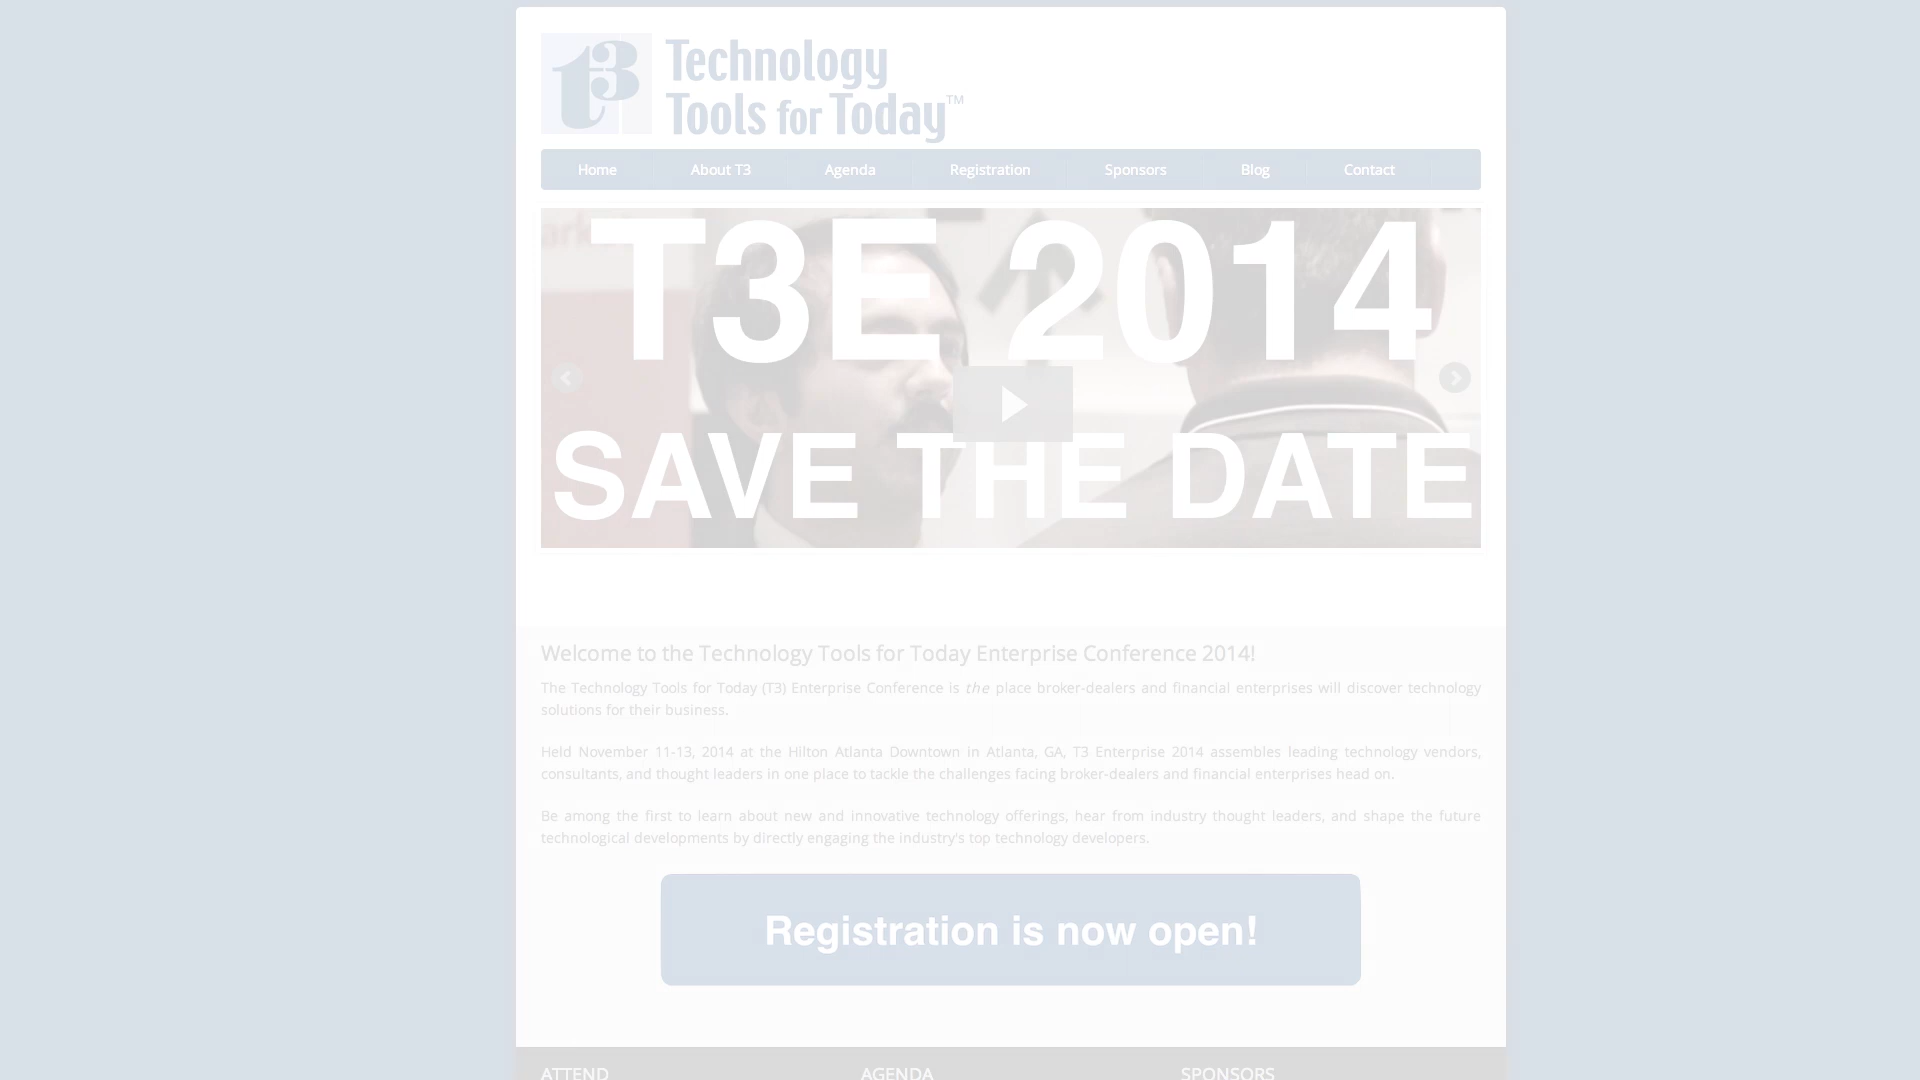 t3 Technology
Tools for Today™
Home About T3 Agenda Registration Sponsors Blog Contact
T3E 2014
SAVE THE DATE
Welcome to the Technology Tools for Today Enterprise Conference 2014!
The Technology Tools for Today (T3) Enterprise Conference is the place broker-dealers and financial enterprises will discover technology
solutions for their business.
Held November 11-13, 2014 at the Hilton Atlanta Downtown in Atlanta, GA, T3 Enterprise 2014 assembles leading technology vendors,
consultants, and thought leaders in one place to tackle the challenges facing broker-dealers and financial enterprises head on.
Be among the first to learn about new and innovative technology offerings, hear from industry thought leaders, and shape the future
technological developments by directly engaging the industry's top technology developers.
Registration is now open!
ATTEND AGENDA SPONSORS